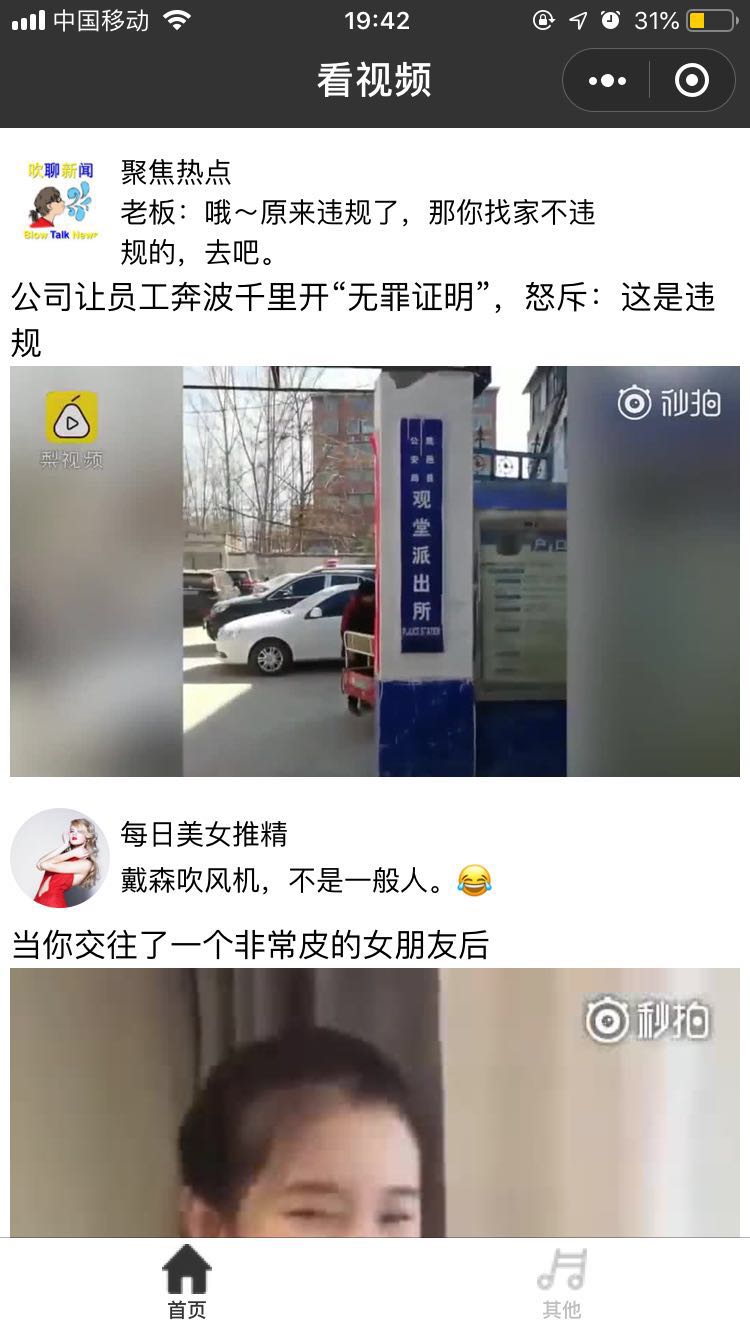 中国移动
19:42
31%
看视频
吹聊新闻
Blow Talk News
聚焦热点
老板：哦～原来违规了，那你找家不违
规的，去吧。
公司让员工奔波千里开“无罪证明”，怒斥：这是违
规
梨视频
秒拍
公安局
观堂派出所
POLICE STATION
户口
每日美女推精
戴森吹风机，不是一般人。😂
当你交往了一个非常皮的女朋友后
秒拍
首页
其他